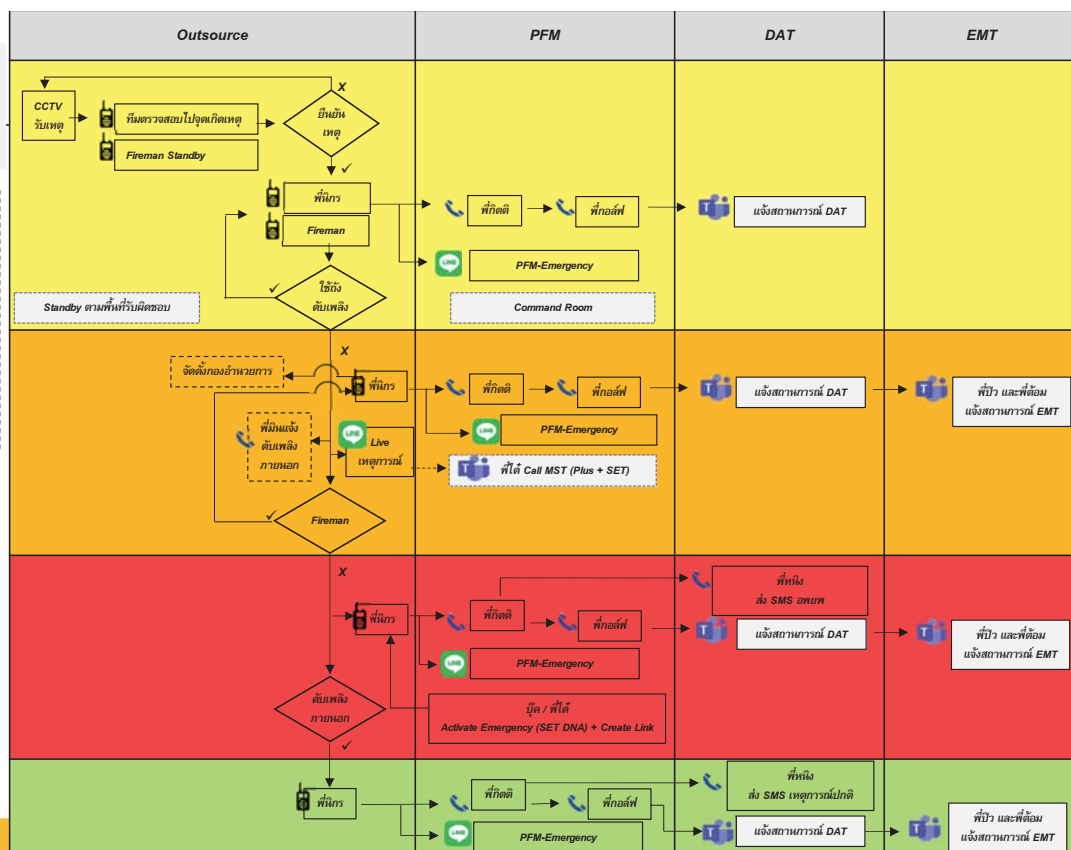 Outsource
PFM
DAT
EMT
X
CCTV
รับเหตุ
ทีมตรวจสอบไปจุดเกิดเหตุ
ยืนยัน
เหตุ
Fireman Standby
พี่นิกร
พี่กิตติ
พี่กอล์ฟ
แจ้งสถานการณ์ DAT
Fireman
LINE
PFM-Emergency
ใช้ถัง
ดับเพลิง
Standby ตามพื้นที่รับผิดชอบ
Command Room
X
จัดตั้งกองอำนวยการ
พี่นิกร
พี่กิตติ
พี่กอล์ฟ
แจ้งสถานการณ์ DAT
พี่ปิว และพี่ต้อม
แจ้งสถานการณ์ EMT
พี่มินแจ้ง
ดับเพลิง
ภายนอก
LINE
Live
เหตุการณ์
LINE
PFM-Emergency
พี่ไต๋ Call MST (Plus + SET)
Fireman
X
พี่หนิง
ส่ง SMS อพยพ
พี่นิกร
พี่กิตติ
พี่กอล์ฟ
แจ้งสถานการณ์ DAT
พี่ปิว และพี่ต้อม
แจ้งสถานการณ์ EMT
LINE
PFM-Emergency
ดับเพลิง
ภายนอก
บุ๊ค / พี่ไต๋
Activate Emergency (SET DNA) + Create Link
พี่นิกร
พี่กิตติ
พี่กอล์ฟ
พี่หนิง
ส่ง SMS เหตุการณ์ปกติ
LINE
PFM-Emergency
แจ้งสถานการณ์ DAT
พี่ปิว และพี่ต้อม
แจ้งสถานการณ์ EMT